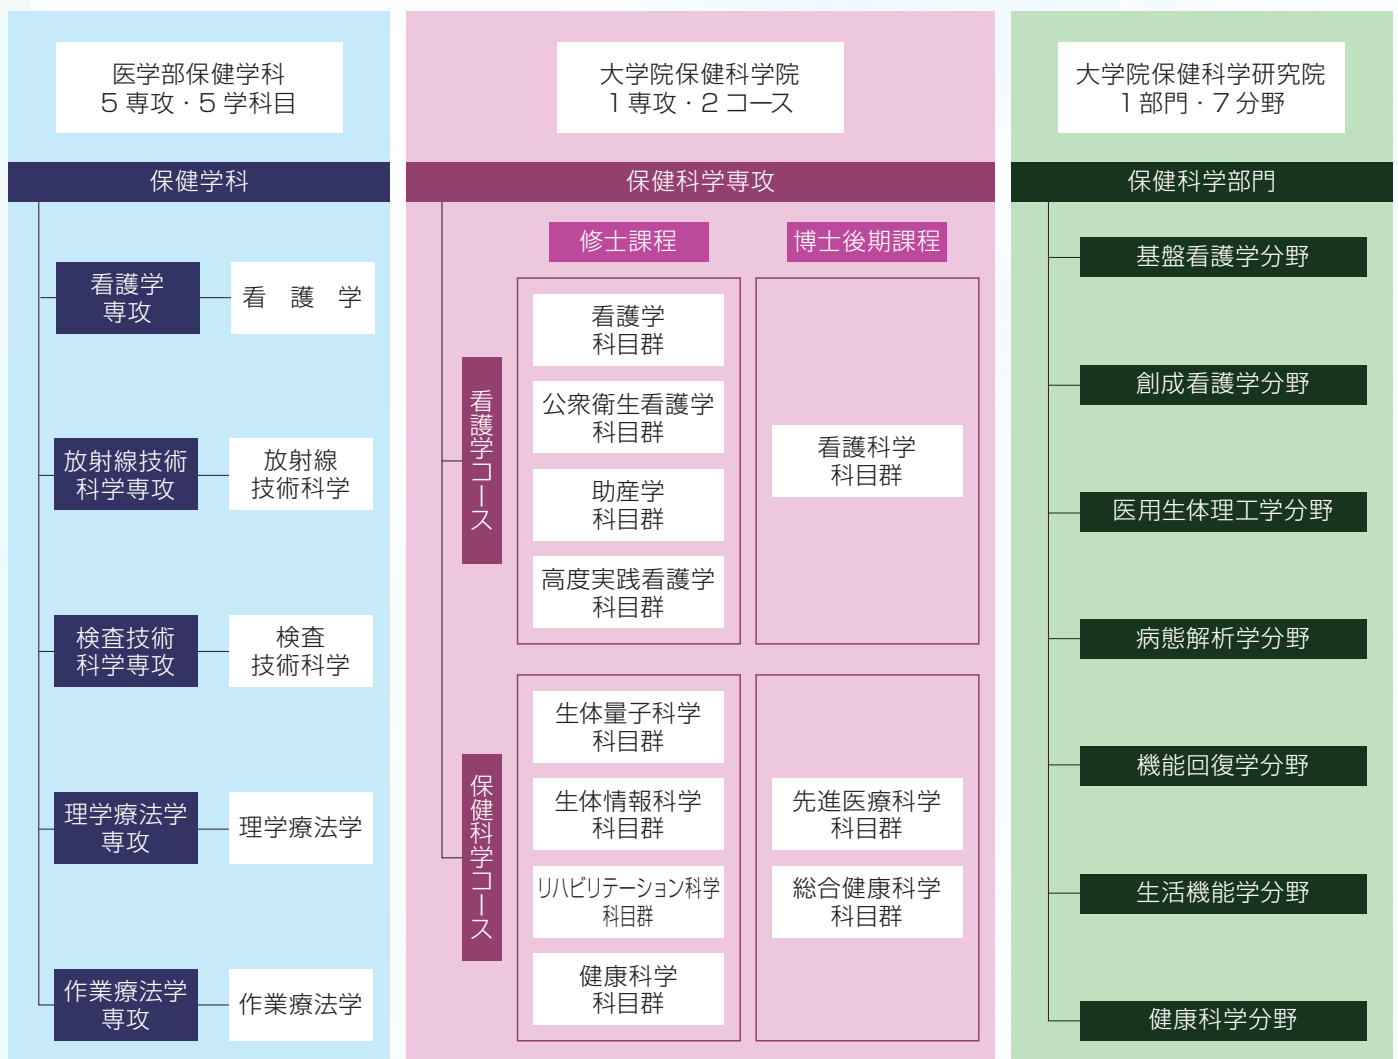 医学部保健学科
5専攻・5学科目
保健学科
看護学
専攻
看　護　学
放射線技術
科学専攻
放射線
技術科学
検査技術
科学専攻
検査
技術科学
理学療法学
専攻
理学療法学
作業療法学
専攻
作業療法学
大学院保健科学院
1専攻・2コース
保健科学専攻
修士課程
博士後期課程
看護学コース
看護学
科目群
公衆衛生看護学
科目群
助産学
科目群
高度実践看護学
科目群
看護科学
科目群
保健科学コース
生体量子科学
科目群
生体情報科学
科目群
リハビリテーション科学
科目群
健康科学
科目群
先進医療科学
科目群
総合健康科学
科目群
大学院保健科学研究院
1部門・7分野
保健科学部門
基盤看護学分野
創成看護学分野
医用生体理工学分野
病態解析学分野
機能回復学分野
生活機能学分野
健康科学分野